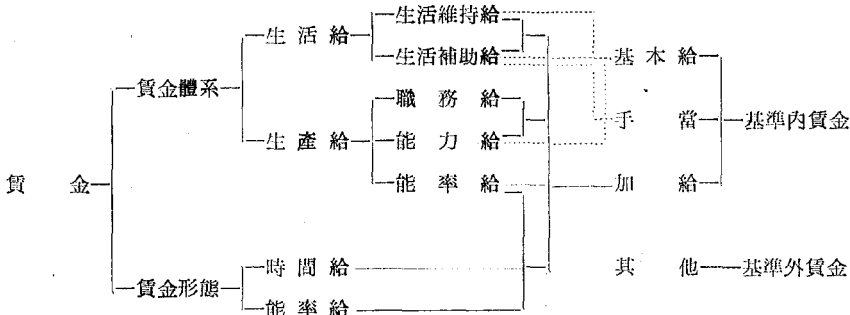 生活維持給
生活給
生活補助給 基本給
賃金體系 職務給
生產給 能力給 手當 基準内賃金
賃金 能率給 加給
時間給 其他 基準外賃金
賃金形態
能率給